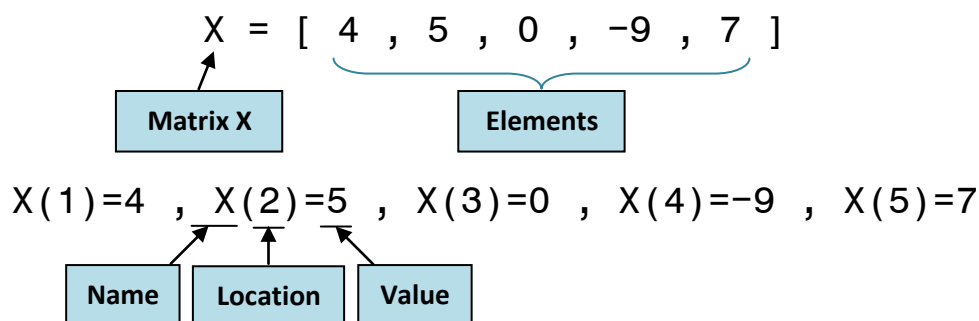 X = [ 4 , 5 , 0 , -9 , 7 ]
Matrix X Elements
X(1)=4 , X(2)=5 , X(3)=0 , X(4)=-9 , X(5)=7
Name Location Value